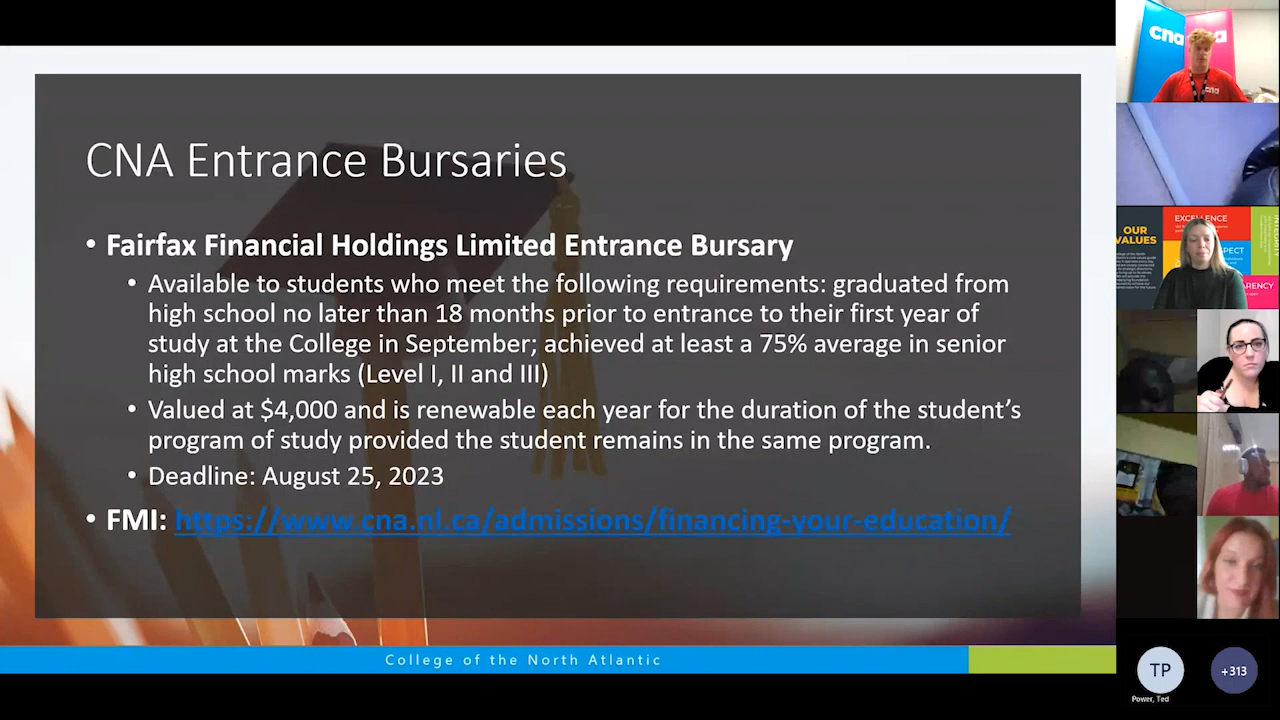 CNA Entrance Bursaries
• Fairfax Financial Holdings Limited Entrance Bursary
• Available to students who meet the following requirements: graduated from
high school no later than 18 months prior to entrance to their first year of
study at the College in September; achieved at least a 75% average in senior
high school marks (Level I, II and III)
• Valued at $4,000 and is renewable each year for the duration of the student’s
program of study provided the student remains in the same program.
• Deadline: August 25, 2023
• FMI: https://www.cna.nl.ca/admissions/financing-your-education/
College of the North Atlantic
cna
cna
OUR
VALUES
EXCELLENCE
TP
Power, Ted
+313